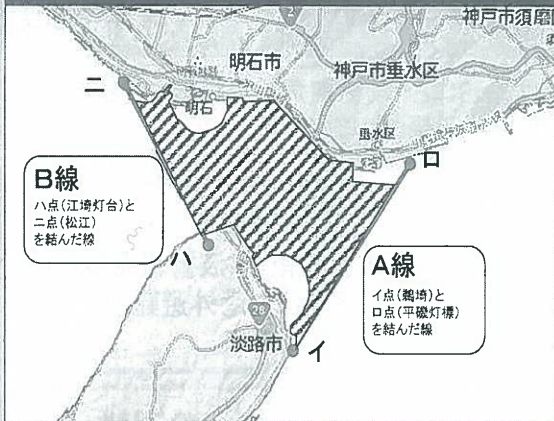 神戸市須磨区
明石市
神戸市垂水区
ニ
明石
垂水区
ロ
B線
ハ点(江埼灯台)と
ニ点(松江)
を結んだ線
ハ
A線
イ点(鵜埼)と
ロ点(平磯灯標)
を結んだ線
28
淡路市
イ